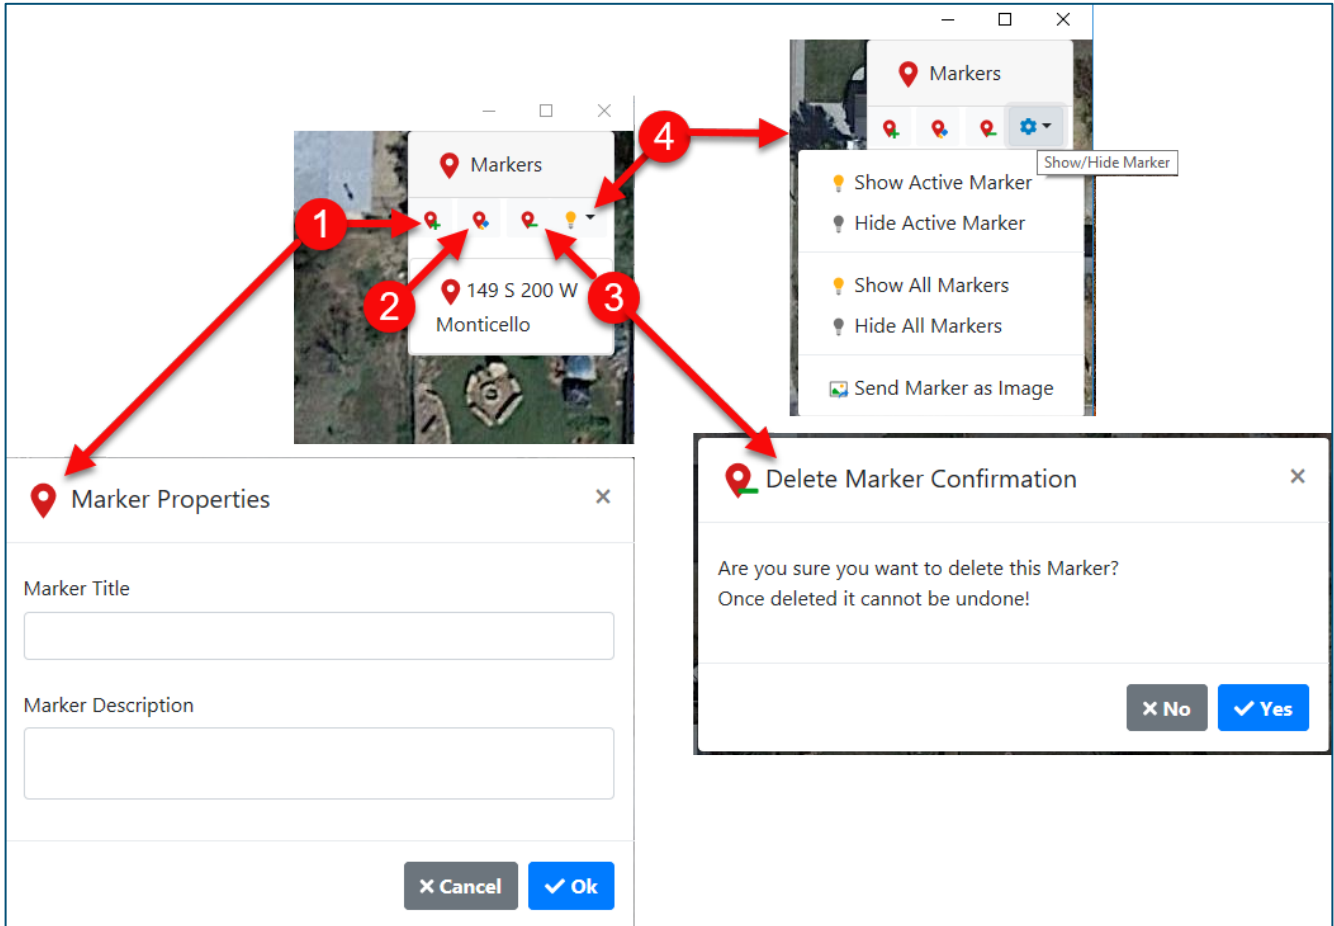 Markers
Show/Hide Marker
Show Active Marker
Hide Active Marker
Show All Markers
Hide All Markers
Send Marker as Image
4
Markers
1
2
3
149 S 200 W
Monticello
Marker Properties
Marker Title
Marker Description
Cancel
Ok
Delete Marker Confirmation
Are you sure you want to delete this Marker?
Once deleted it cannot be undone!
No
Yes